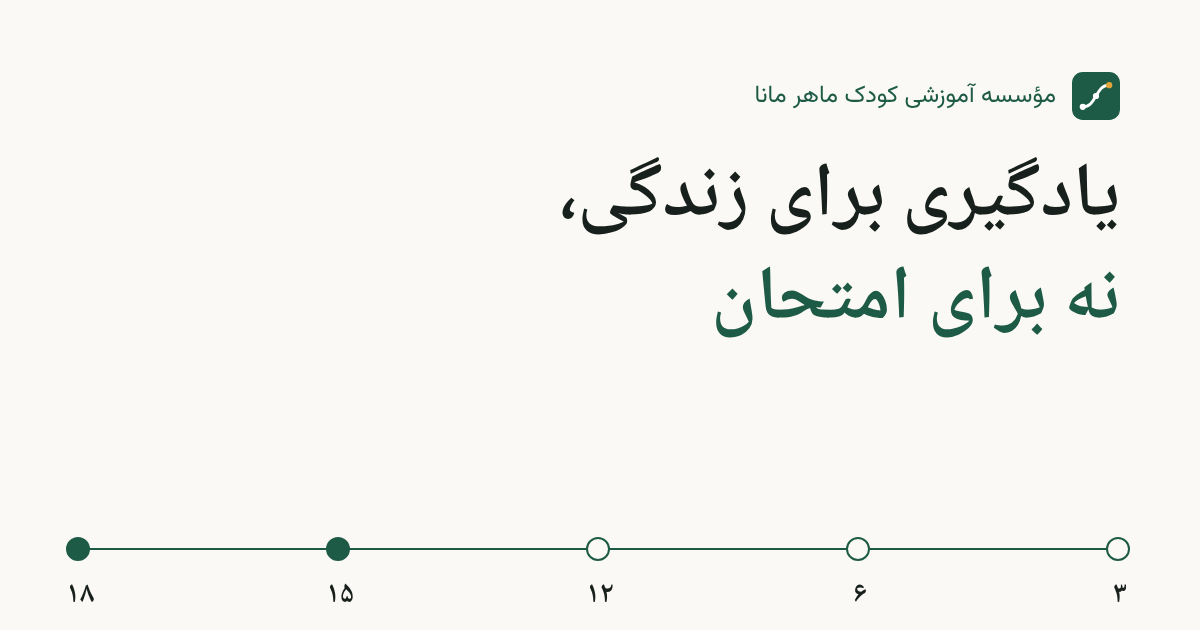 مؤسسه آموزشی کودک ماهر مانا
یادگیری برای زندگی،
نه برای امتحان
۳ ۶ ۱۲ ۱۵ ۱۸